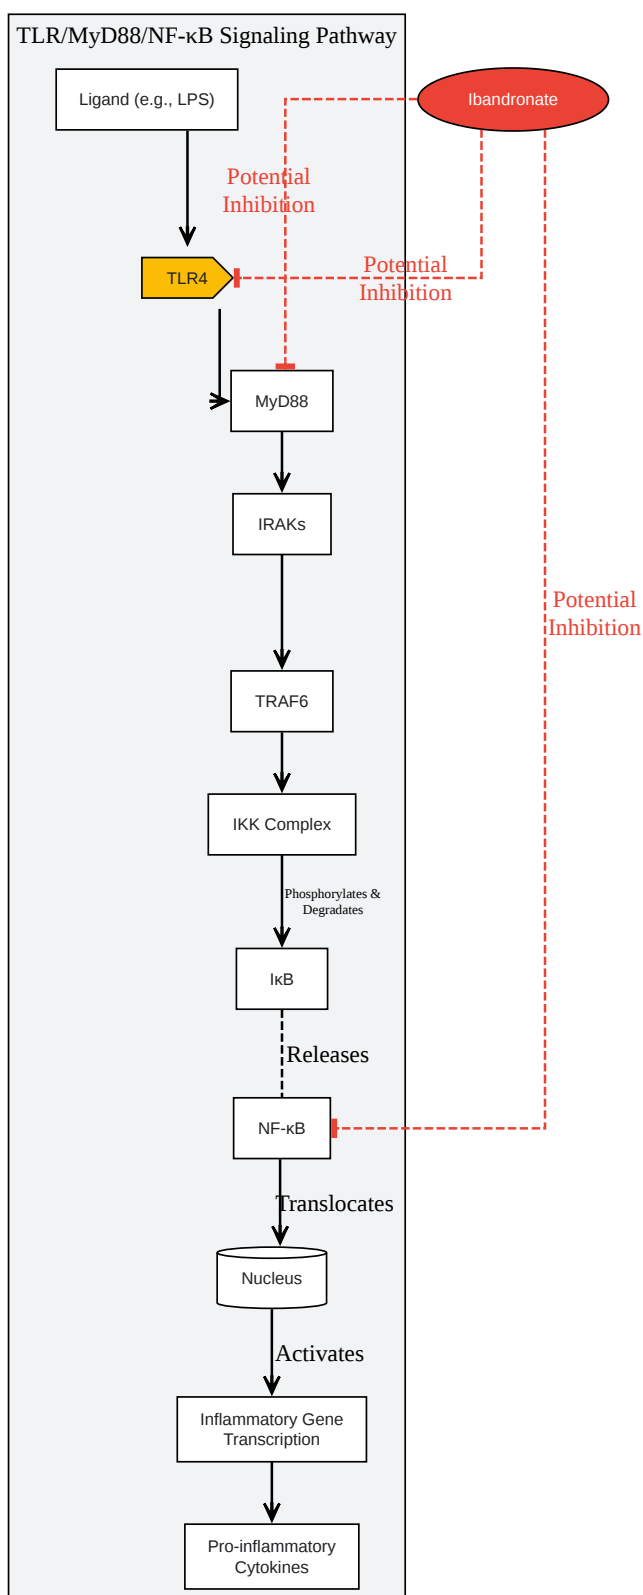 TLR/MyD88/NF-κB Signaling Pathway
Ligand (e.g., LPS)
Ibandronate
Potential
Inhibition
TLR4
Potential
Inhibition
MyD88
IRAKs
Potential
Inhibition
TRAF6
IKK Complex
Phosphorylates &
Degradates
IκB
Releases
NF-κB
Translocates
Nucleus
Activates
Inflammatory Gene
Transcription
Pro-inflammatory
Cytokines